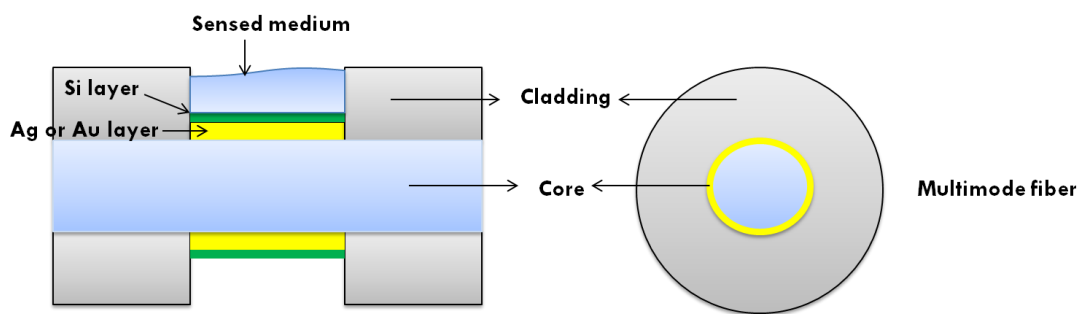 Sensed medium
Si layer
Cladding
Ag or Au layer
Core
Multimode fiber